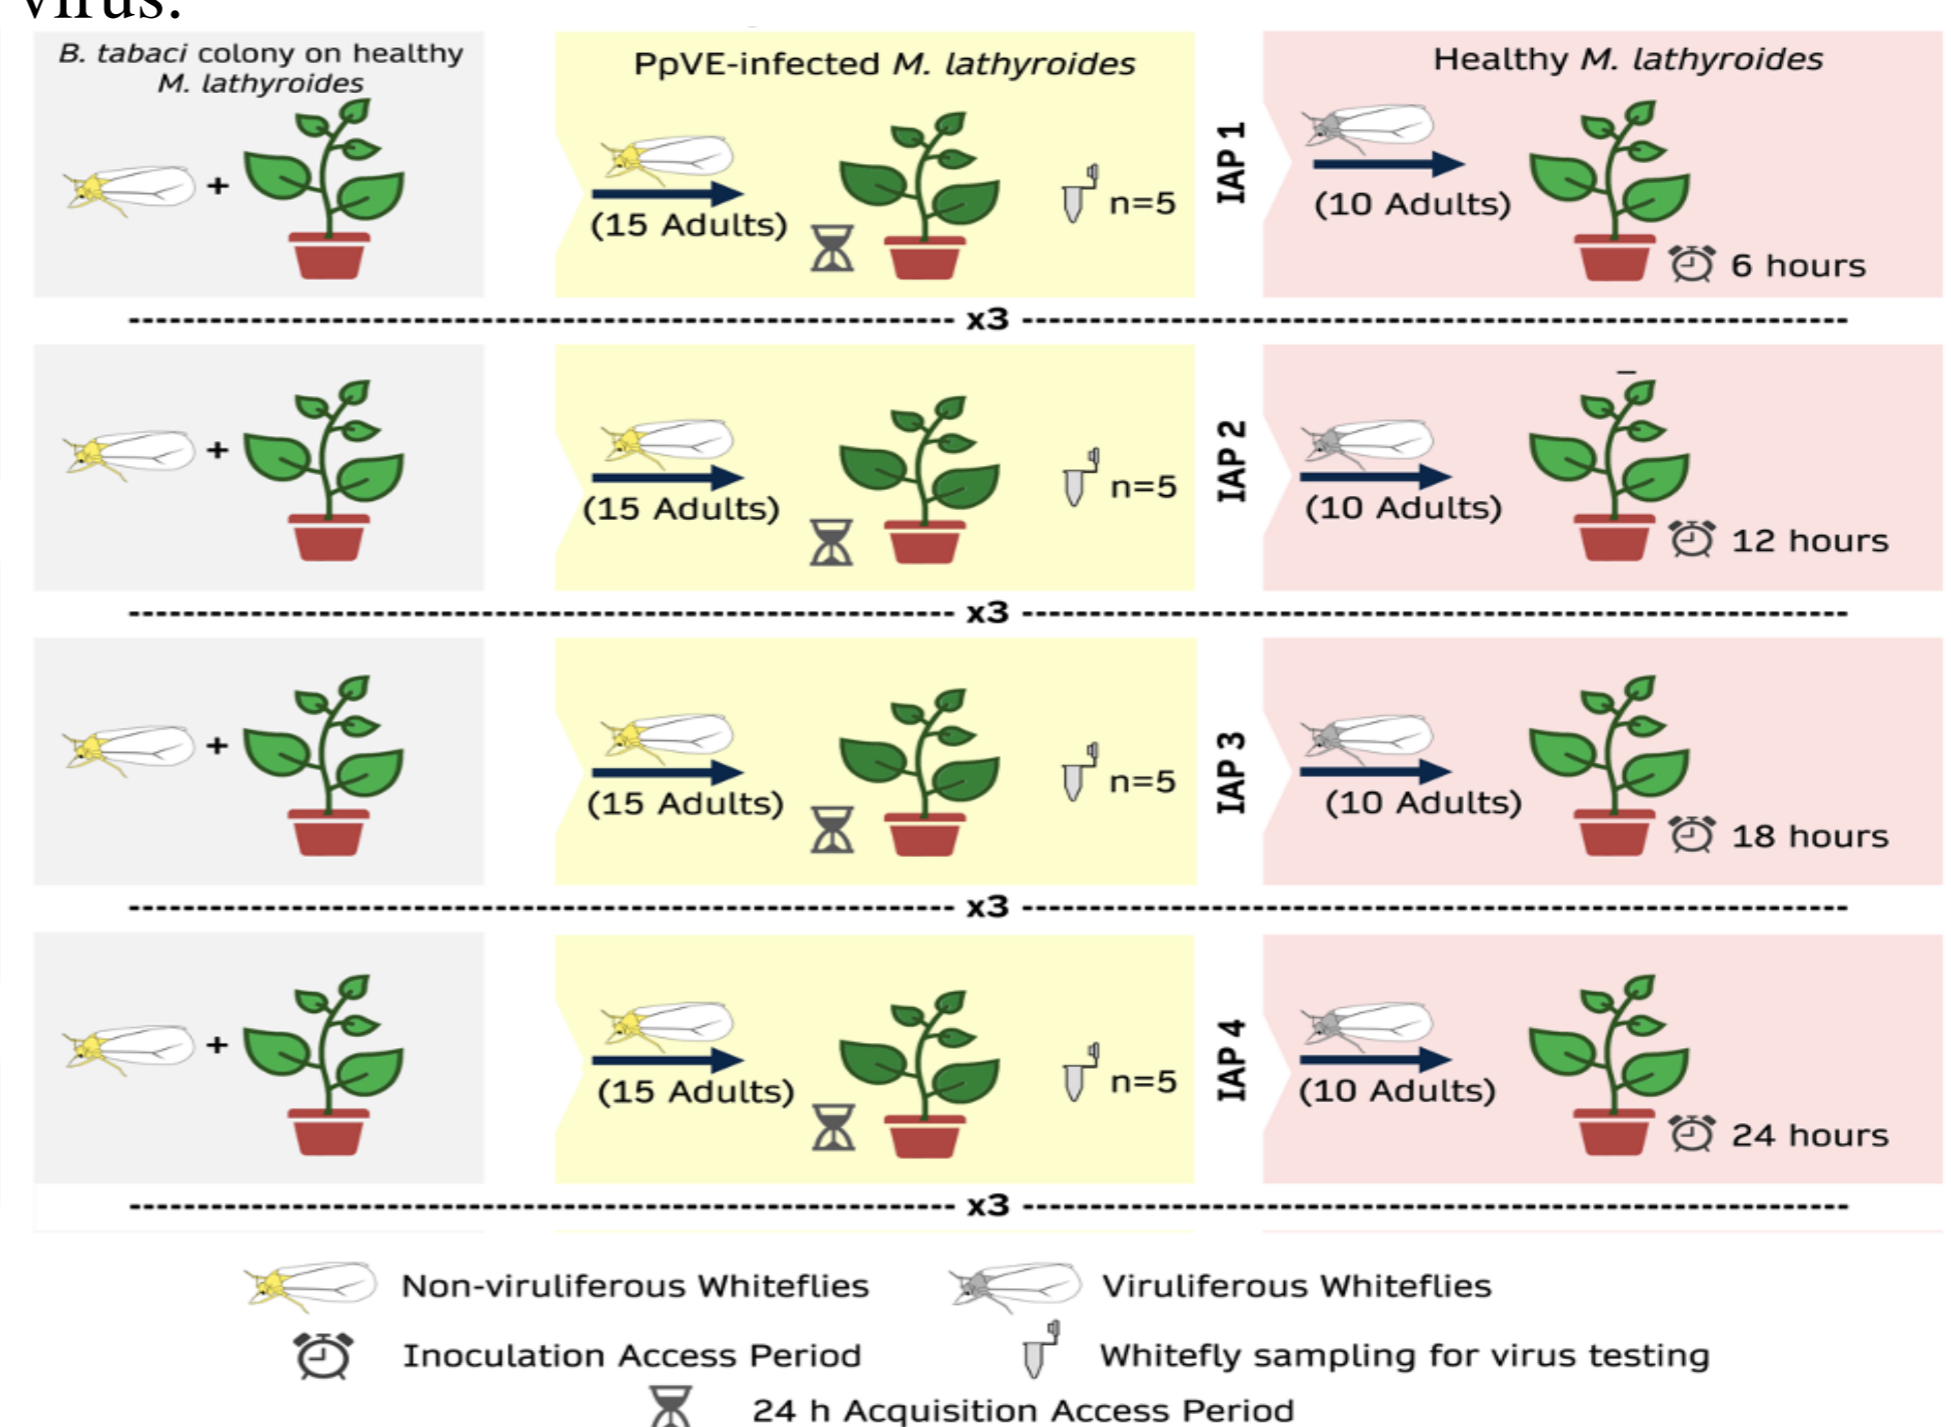 virus.
B. tabaci colony on healthy
M. lathyroides
PpVE-infected M. lathyroides
Healthy M. lathyroides
+
(15 Adults)
n=5
IAP 1
(10 Adults)
6 hours
x3
+
(15 Adults)
n=5
IAP 2
(10 Adults)
12 hours
x3
+
(15 Adults)
n=5
IAP 3
(10 Adults)
18 hours
x3
+
(15 Adults)
n=5
IAP 4
(10 Adults)
24 hours
x3
Non-viruliferous Whiteflies
Viruliferous Whiteflies
Inoculation Access Period
Whitefly sampling for virus testing
24 h Acquisition Access Period